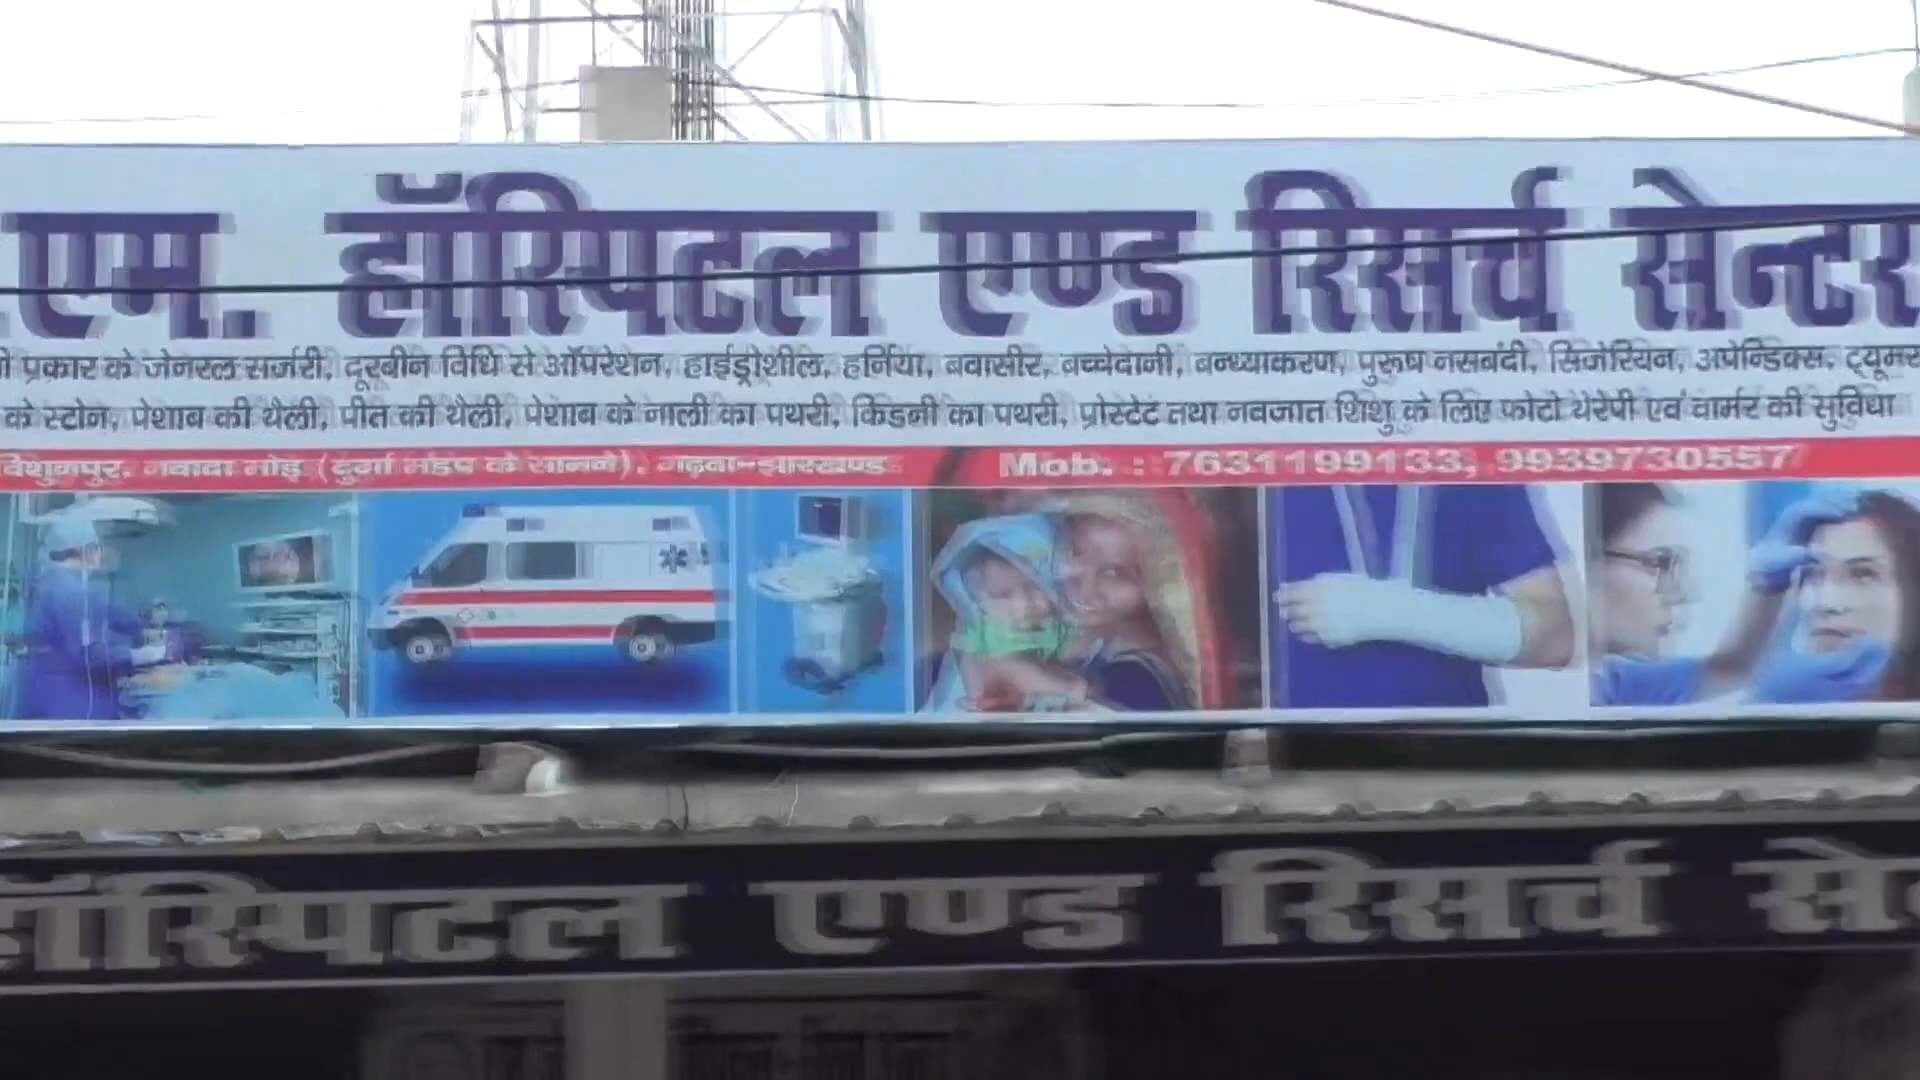 एम. हॉस्पिटल एण्ड रिसर्च सेन्टर
प्रकार के जेनरल सर्जरी, दूरबीन विधि से ऑपरेशन, हाईड्रोशील, हर्निया, बवासीर, बच्चेदानी, बन्ध्याकरण, पुरूष नसबंदी, सिजेरियन, अपेन्डिक्स, ट्यूमर
के स्टोन, पेशाब की थैली, पीत की थैली, पेशाब के नाली का पथरी, किडनी का पथरी, प्रोस्टेट तथा नवजात शिशु के लिए फोटो थेरेपी एवं वार्मर की सुविधा
नवादा मोड़ (दुर्गा मंडप के सामने), गढ़वा-झारखण्ड Mob. : 7631199133, 9939730557
हॉस्पिटल एण्ड रिसर्च